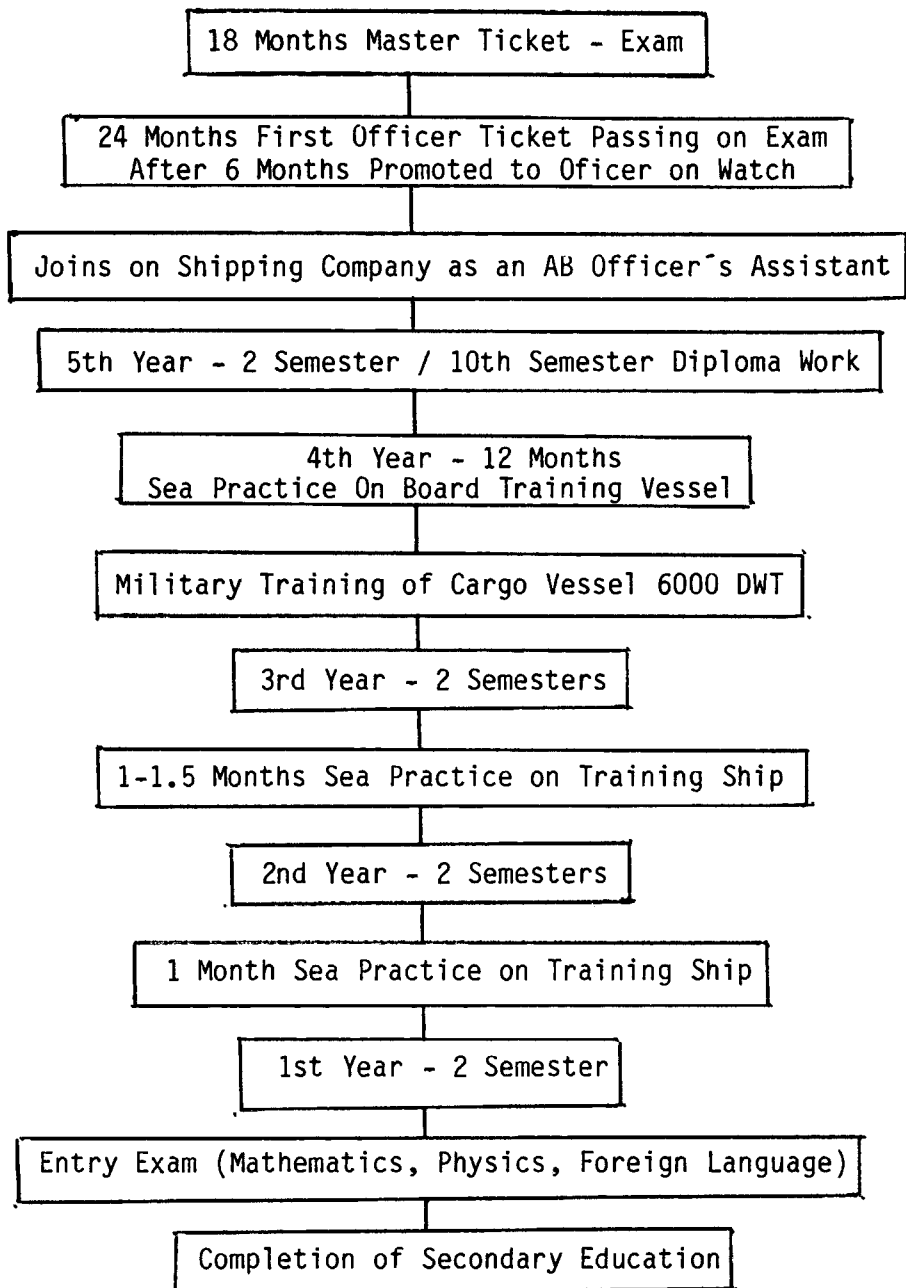 18 Months Master Ticket - Exam
24 Months First Officer Ticket Passing on Exam
After 6 Months Promoted to Oficer on Watch
Joins on Shipping Company as an AB Officer´s Assistant
5th Year - 2 Semester / 10th Semester Diploma Work
4th Year - 12 Months
Sea Practice On Board Training Vessel
Military Training of Cargo Vessel 6000 DWT
3rd Year - 2 Semesters
1-1.5 Months Sea Practice on Training Ship
2nd Year - 2 Semesters
1 Month Sea Practice on Training Ship
1st Year - 2 Semester
Entry Exam (Mathematics, Physics, Foreign Language)
Completion of Secondary Education